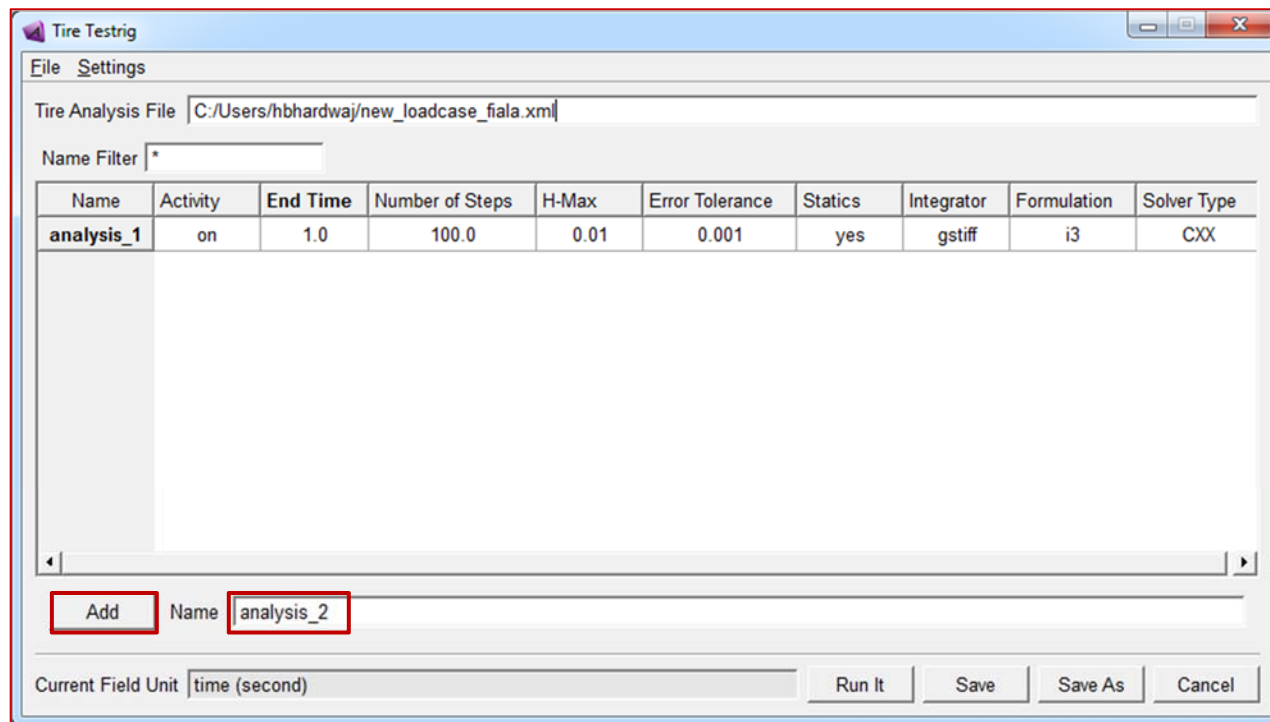 Tire Testrig
File Settings
Tire Analysis File C:/Users/hbhardwaj/new_loadcase_fiala.xml
Name Filter *
Name Activity End Time Number of Steps H-Max Error Tolerance Statics Integrator Formulation Solver Type
analysis_1 on 1.0 100.0 0.01 0.001 yes gstiff i3 CXX
Add Name analysis_2
Current Field Unit time (second) Run It Save Save As Cancel